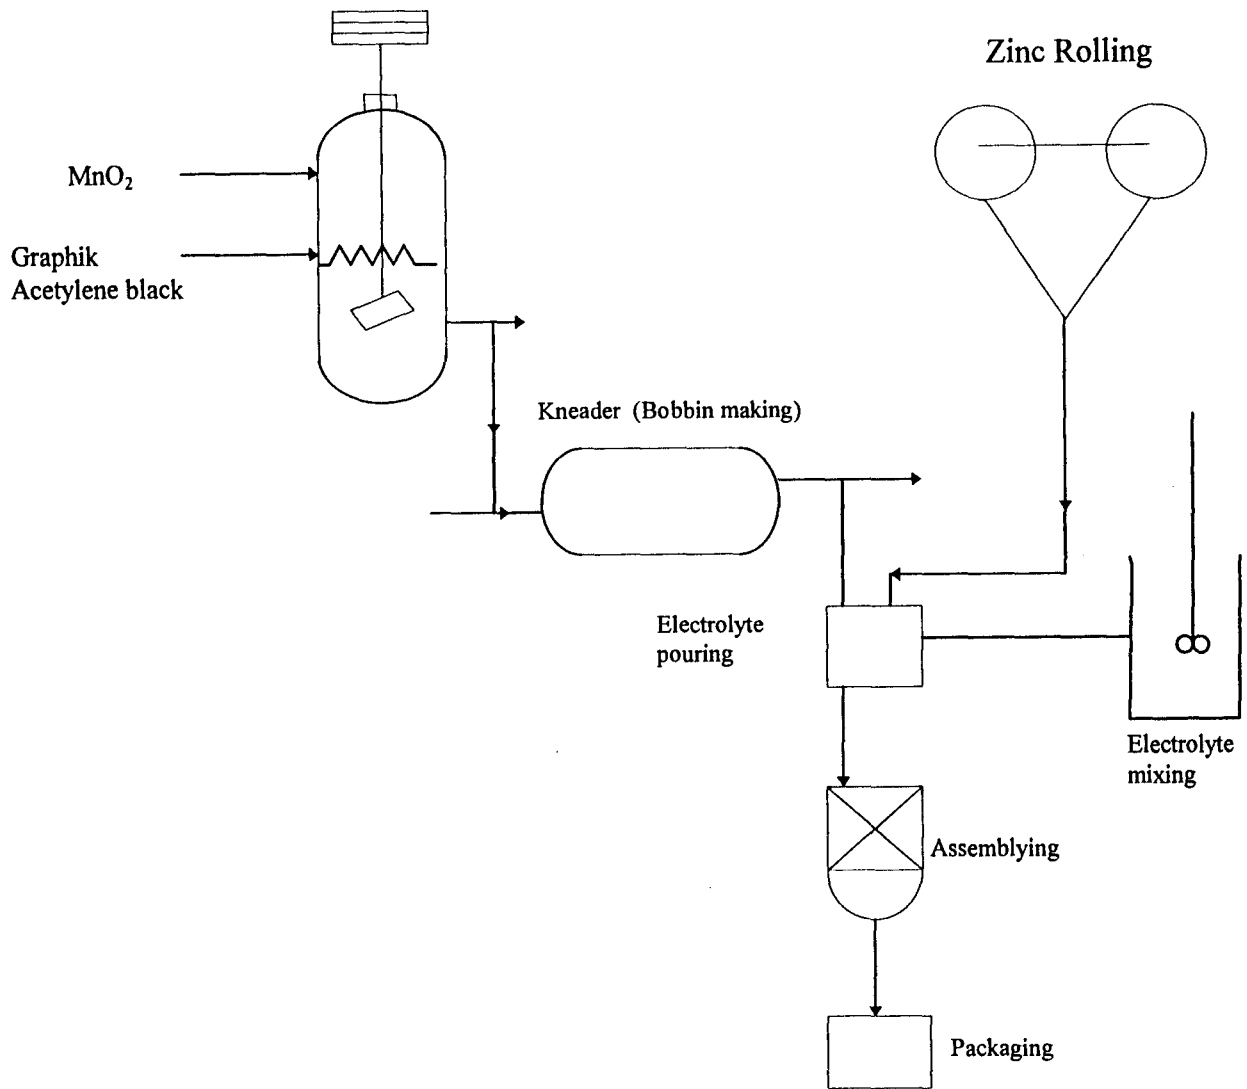 Zinc Rolling
MnO₂
Graphik
Acetylene black
Kneader (Bobbin making)
Electrolyte
pouring
Electrolyte
mixing
Assemblying
Packaging